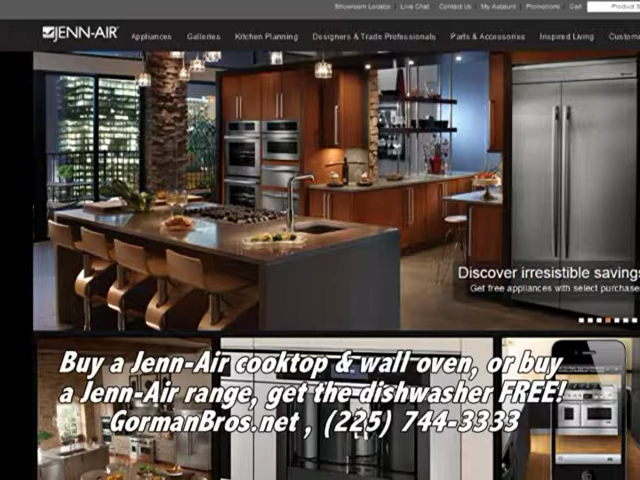 Showroom Locator Live Chat Contact Us My Account Promotions Cart Product S
JENN-AIR Appliances Galleries Kitchen Planning Designers & Trade Professionals Parts & Accessories Inspired Living Custome
Discover irresistible savings
Get free appliances with select purchase
Buy a Jenn-Air cooktop & wall oven, or buy
a Jenn-Air range, get the dishwasher FREE!
GormanBros.net , (225) 744-3333